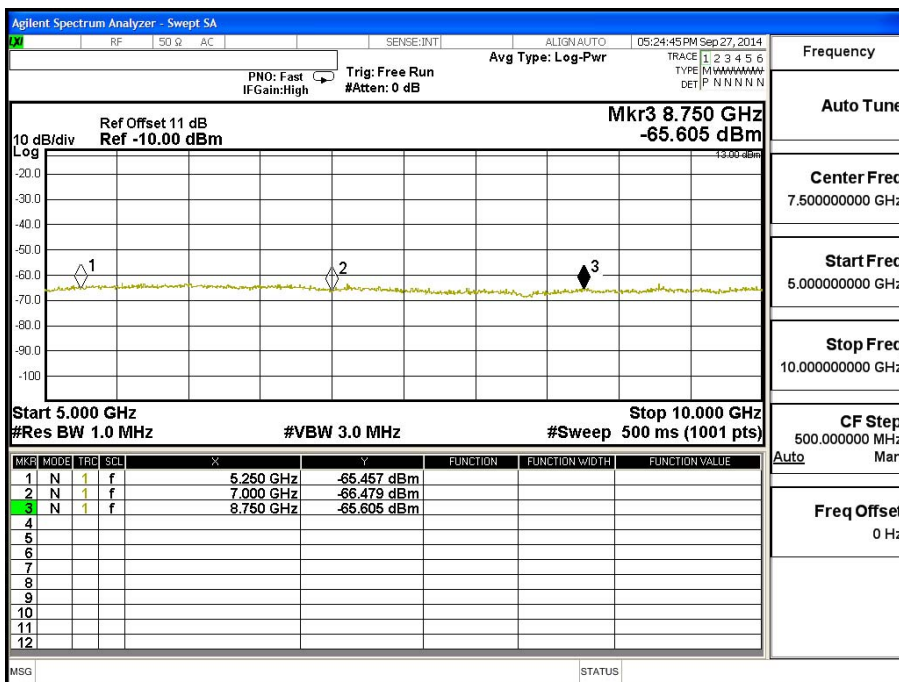 Agilent Spectrum Analyzer - Swept SA
LXI RF 50 Ω AC SENSE:INT ALIGNAUTO 05:24:45 PM Sep 27, 2014
Frequency
Avg Type: Log-Pwr
TRACE 1 2 3 4 5 6
TYPE MWWWWW
DET P N N N N N
PNO: Fast
IFGain:High
Trig: Free Run
#Atten: 0 dB
Auto Tune
Mkr3 8.750 GHz
-65.605 dBm
Ref Offset 11 dB
10 dB/div Ref -10.00 dBm
Log
-20.0
-30.0
-40.0
-50.0
-60.0
-70.0
-80.0
-90.0
-100
1
2
3
Center Freq
7.500000000 GHz
Start Freq
5.000000000 GHz
Stop Freq
10.000000000 GHz
CF Step
500.000000 MHz
Auto Man
Freq Offset
0 Hz
Start 5.000 GHz Stop 10.000 GHz
#Res BW 1.0 MHz #VBW 3.0 MHz #Sweep 500 ms (1001 pts)
MKR MODE TRC SCL X Y FUNCTION FUNCTION WIDTH FUNCTION VALUE
1 N 1 f 5.250 GHz -65.457 dBm
2 N 1 f 7.000 GHz -66.479 dBm
3 N 1 f 8.750 GHz -65.605 dBm
4
5
6
7
8
9
10
11
12
MSG STATUS